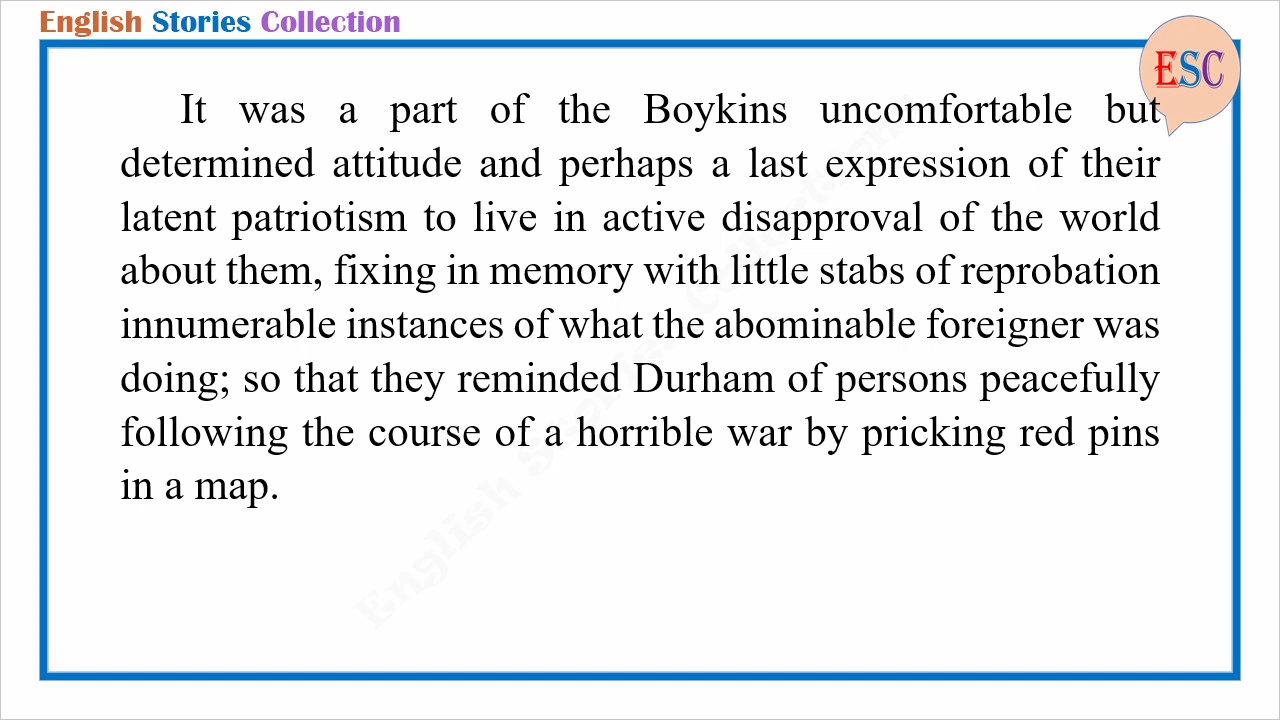 English Stories Collection
ESC
It was a part of the Boykins uncomfortable but
determined attitude and perhaps a last expression of their
latent patriotism to live in active disapproval of the world
about them, fixing in memory with little stabs of reprobation
innumerable instances of what the abominable foreigner was
doing; so that they reminded Durham of persons peacefully
following the course of a horrible war by pricking red pins
in a map.
English Stories Collection